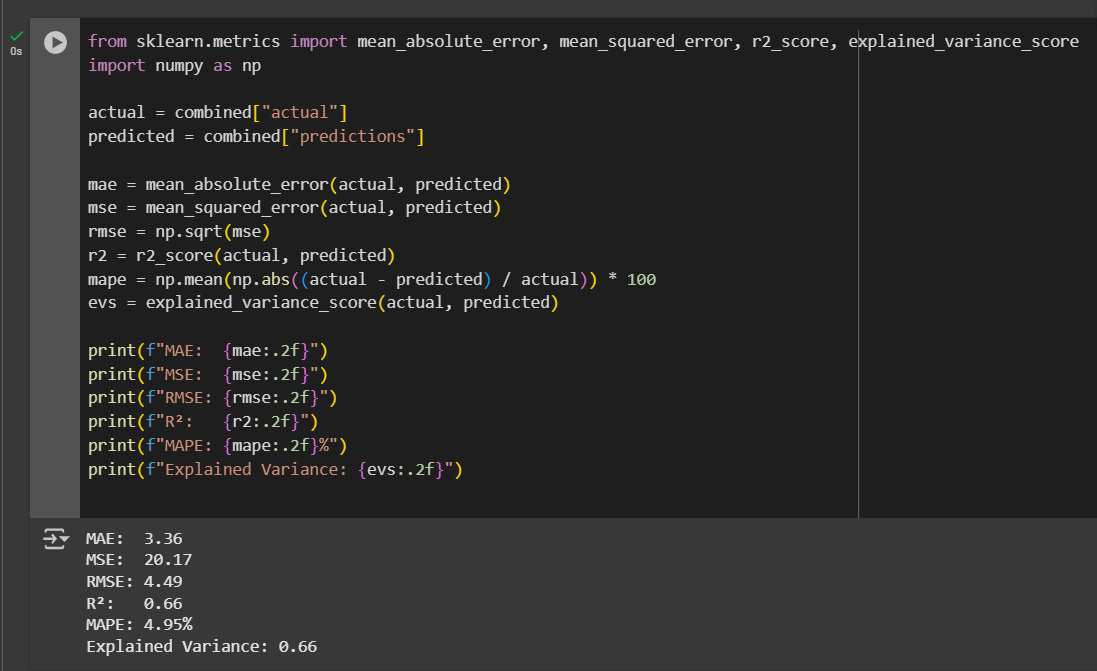 from sklearn.metrics import mean_absolute_error, mean_squared_error, r2_score, explained_variance_score
0s
import numpy as np
actual = combined["actual"]
predicted = combined["predictions"]
mae = mean_absolute_error(actual, predicted)
mse = mean_squared_error(actual, predicted)
rmse = np.sqrt(mse)
r2 = r2_score(actual, predicted)
mape = np.mean(np.abs((actual - predicted) / actual)) * 100
evs = explained_variance_score(actual, predicted)
print(f"MAE:  {mae:.2f}")
print(f"MSE:  {mse:.2f}")
print(f"RMSE: {rmse:.2f}")
print(f"R²:   {r2:.2f}")
print(f"MAPE: {mape:.2f}%")
print(f"Explained Variance: {evs:.2f}")
MAE:  3.36
MSE:  20.17
RMSE: 4.49
R²:   0.66
MAPE: 4.95%
Explained Variance: 0.66